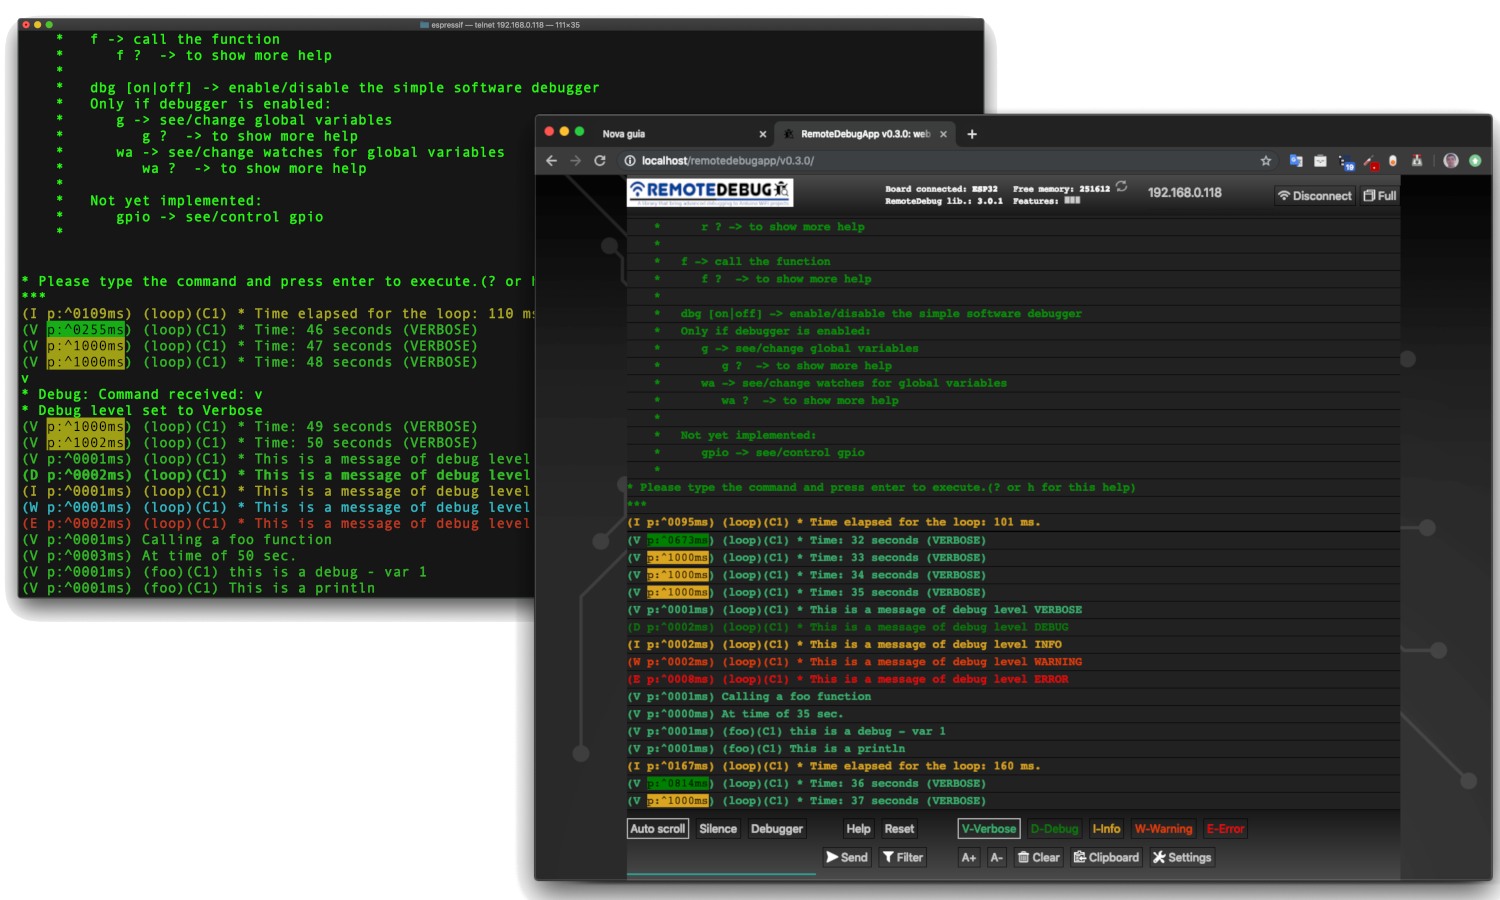 espressif — telnet 192.168.0.118 — 111×35
*   f -> call the function
*      f ?  -> to show more help
*
*   dbg [on|off] -> enable/disable the simple software debugger
*   Only if debugger is enabled:
*      g -> see/change global variables
*         g ?  -> to show more help
*      wa -> see/change watches for global variables
*         wa ?  -> to show more help
*
*   Not yet implemented:
*      gpio -> see/control gpio
*
* Please type the command and press enter to execute.(? or h
***
(I p:^0109ms) (loop)(C1) * Time elapsed for the loop: 110 ms
(V p:^0255ms) (loop)(C1) * Time: 46 seconds (VERBOSE)
(V p:^1000ms) (loop)(C1) * Time: 47 seconds (VERBOSE)
(V p:^1000ms) (loop)(C1) * Time: 48 seconds (VERBOSE)
v
* Debug: Command received: v
* Debug level set to Verbose
(V p:^1000ms) (loop)(C1) * Time: 49 seconds (VERBOSE)
(V p:^1002ms) (loop)(C1) * Time: 50 seconds (VERBOSE)
(V p:^0001ms) (loop)(C1) * This is a message of debug level
(D p:^0002ms) (loop)(C1) * This is a message of debug level
(I p:^0001ms) (loop)(C1) * This is a message of debug level
(W p:^0001ms) (loop)(C1) * This is a message of debug level
(E p:^0002ms) (loop)(C1) * This is a message of debug level
(V p:^0001ms) Calling a foo function
(V p:^0003ms) At time of 50 sec.
(V p:^0001ms) (foo)(C1) this is a debug - var 1
(V p:^0001ms) (foo)(C1) This is a println
Nova guia
RemoteDebugApp v0.3.0: web
localhost/remotedebugapp/v0.3.0/
19
REMOTEDEBUG
Board connected: ESP32 Free memory: 251612
RemoteDebug lib.: 3.0.1 Features:
192.168.0.118
Disconnect
Full
*      r ? -> to show more help
*
*   f -> call the function
*      f ?  -> to show more help
*
*   dbg [on|off] -> enable/disable the simple software debugger
*   Only if debugger is enabled:
*      g -> see/change global variables
*         g ?  -> to show more help
*      wa -> see/change watches for global variables
*         wa ?  -> to show more help
*
*   Not yet implemented:
*      gpio -> see/control gpio
*
* Please type the command and press enter to execute.(? or h for this help)
***
(I p:^0095ms) (loop)(C1) * Time elapsed for the loop: 101 ms.
(V p:^0673ms) (loop)(C1) * Time: 32 seconds (VERBOSE)
(V p:^1000ms) (loop)(C1) * Time: 33 seconds (VERBOSE)
(V p:^1000ms) (loop)(C1) * Time: 34 seconds (VERBOSE)
(V p:^1000ms) (loop)(C1) * Time: 35 seconds (VERBOSE)
(V p:^0001ms) (loop)(C1) * This is a message of debug level VERBOSE
(D p:^0002ms) (loop)(C1) * This is a message of debug level DEBUG
(I p:^0002ms) (loop)(C1) * This is a message of debug level INFO
(W p:^0002ms) (loop)(C1) * This is a message of debug level WARNING
(E p:^0008ms) (loop)(C1) * This is a message of debug level ERROR
(V p:^0001ms) Calling a foo function
(V p:^0000ms) At time of 35 sec.
(V p:^0001ms) (foo)(C1) this is a debug - var 1
(V p:^0001ms) (foo)(C1) This is a println
(I p:^0167ms) (loop)(C1) * Time elapsed for the loop: 160 ms.
(V p:^0814ms) (loop)(C1) * Time: 36 seconds (VERBOSE)
(V p:^1000ms) (loop)(C1) * Time: 37 seconds (VERBOSE)
Auto scroll Silence Debugger Help Reset V-Verbose D-Debug I-Info W-Warning E-Error
Send Filter A+ A- Clear Clipboard Settings